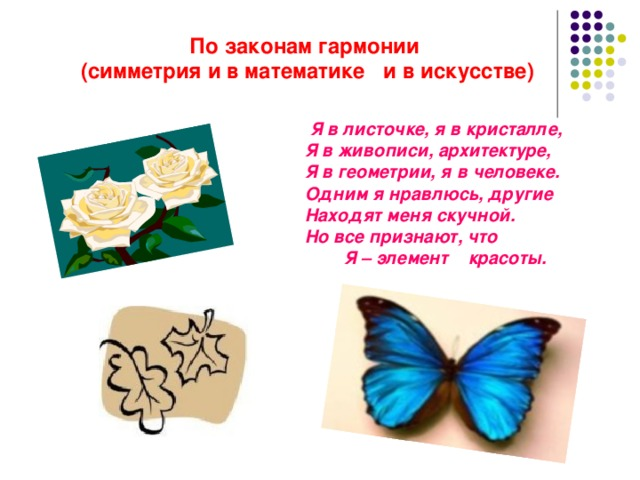 По законам гармонии
(симметрия и в математике и в искусстве)
Я в листочке, я в кристалле,
Я в живописи, архитектуре,
Я в геометрии, я в человеке.
Одним я нравлюсь, другие
Находят меня скучной.
Но все признают, что
Я – элемент красоты.